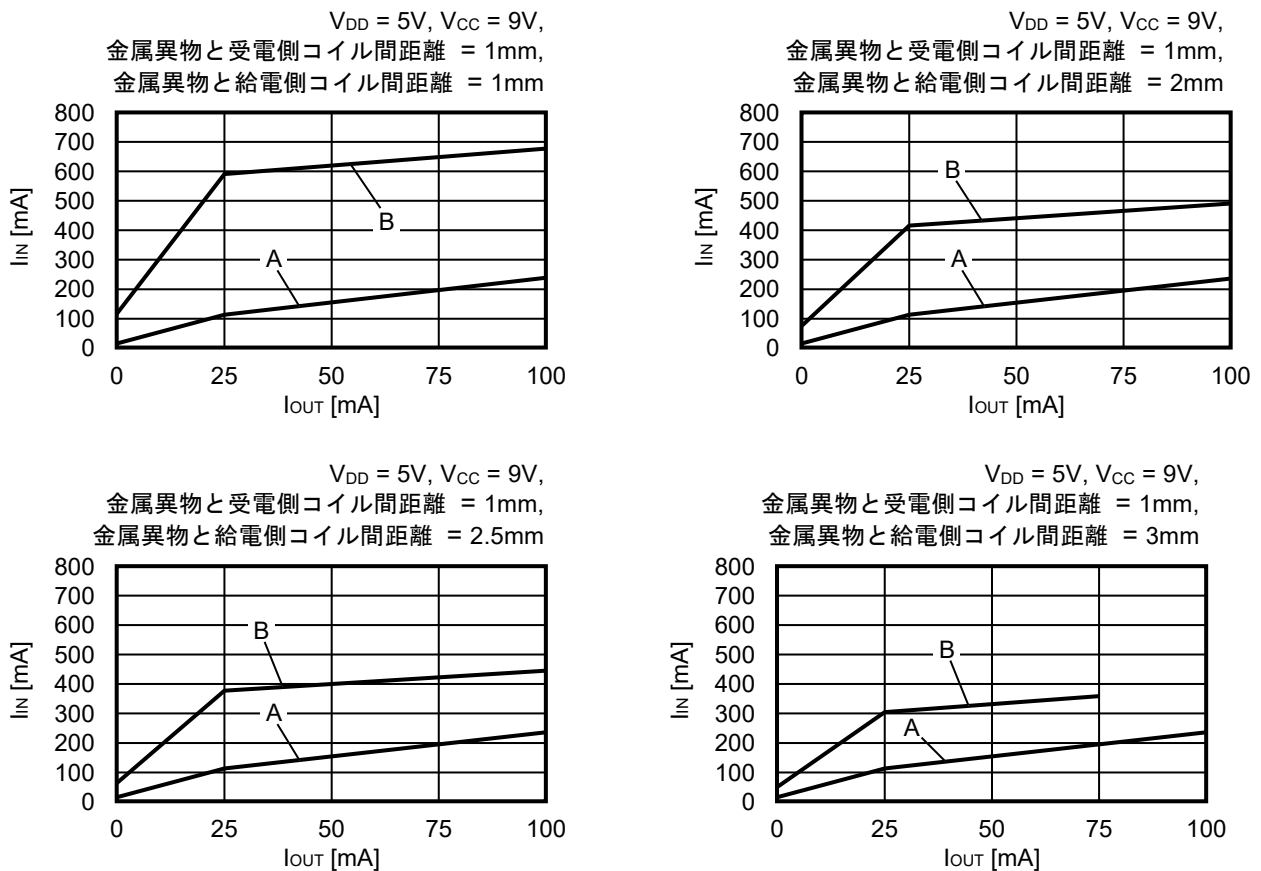 VDD = 5V, VCC = 9V,
金属異物と受電側コイル間距離 = 1mm,
金属異物と給電側コイル間距離 = 1mm
800
700
600
500
400
300
200
100
0
IIN [mA]
B
A
0 25 50 75 100
IOUT [mA]
VDD = 5V, VCC = 9V,
金属異物と受電側コイル間距離 = 1mm,
金属異物と給電側コイル間距離 = 2mm
800
700
600
500
400
300
200
100
0
IIN [mA]
B
A
0 25 50 75 100
IOUT [mA]
VDD = 5V, VCC = 9V,
金属異物と受電側コイル間距離 = 1mm,
金属異物と給電側コイル間距離 = 2.5mm
800
700
600
500
400
300
200
100
0
IIN [mA]
B
A
0 25 50 75 100
IOUT [mA]
VDD = 5V, VCC = 9V,
金属異物と受電側コイル間距離 = 1mm,
金属異物と給電側コイル間距離 = 3mm
800
700
600
500
400
300
200
100
0
IIN [mA]
B
A
0 25 50 75 100
IOUT [mA]